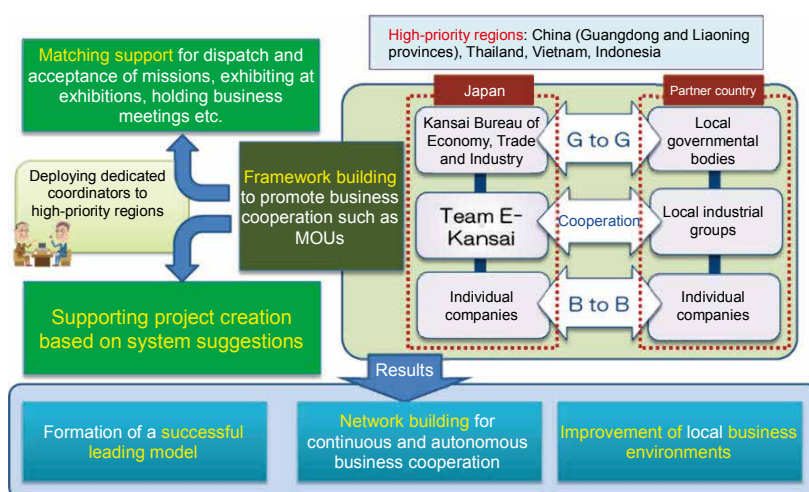 Matching support for dispatch and
acceptance of missions, exhibiting at
exhibitions, holding business
meetings etc.
High-priority regions: China (Guangdong and Liaoning
provinces), Thailand, Vietnam, Indonesia
Deploying dedicated
coordinators to
high-priority regions
Framework building
to promote business
cooperation such as
MOUs
Supporting project creation
based on system suggestions
Japan
Partner country
Kansai Bureau of
Economy, Trade
and Industry
G to G
Local
governmental
bodies
Team E-
Kansai
Cooperation
Local industrial
groups
Individual
companies
B to B
Individual
companies
Results
Formation of a successful
leading model
Network building for
continuous and autonomous
business cooperation
Improvement of local business
environments